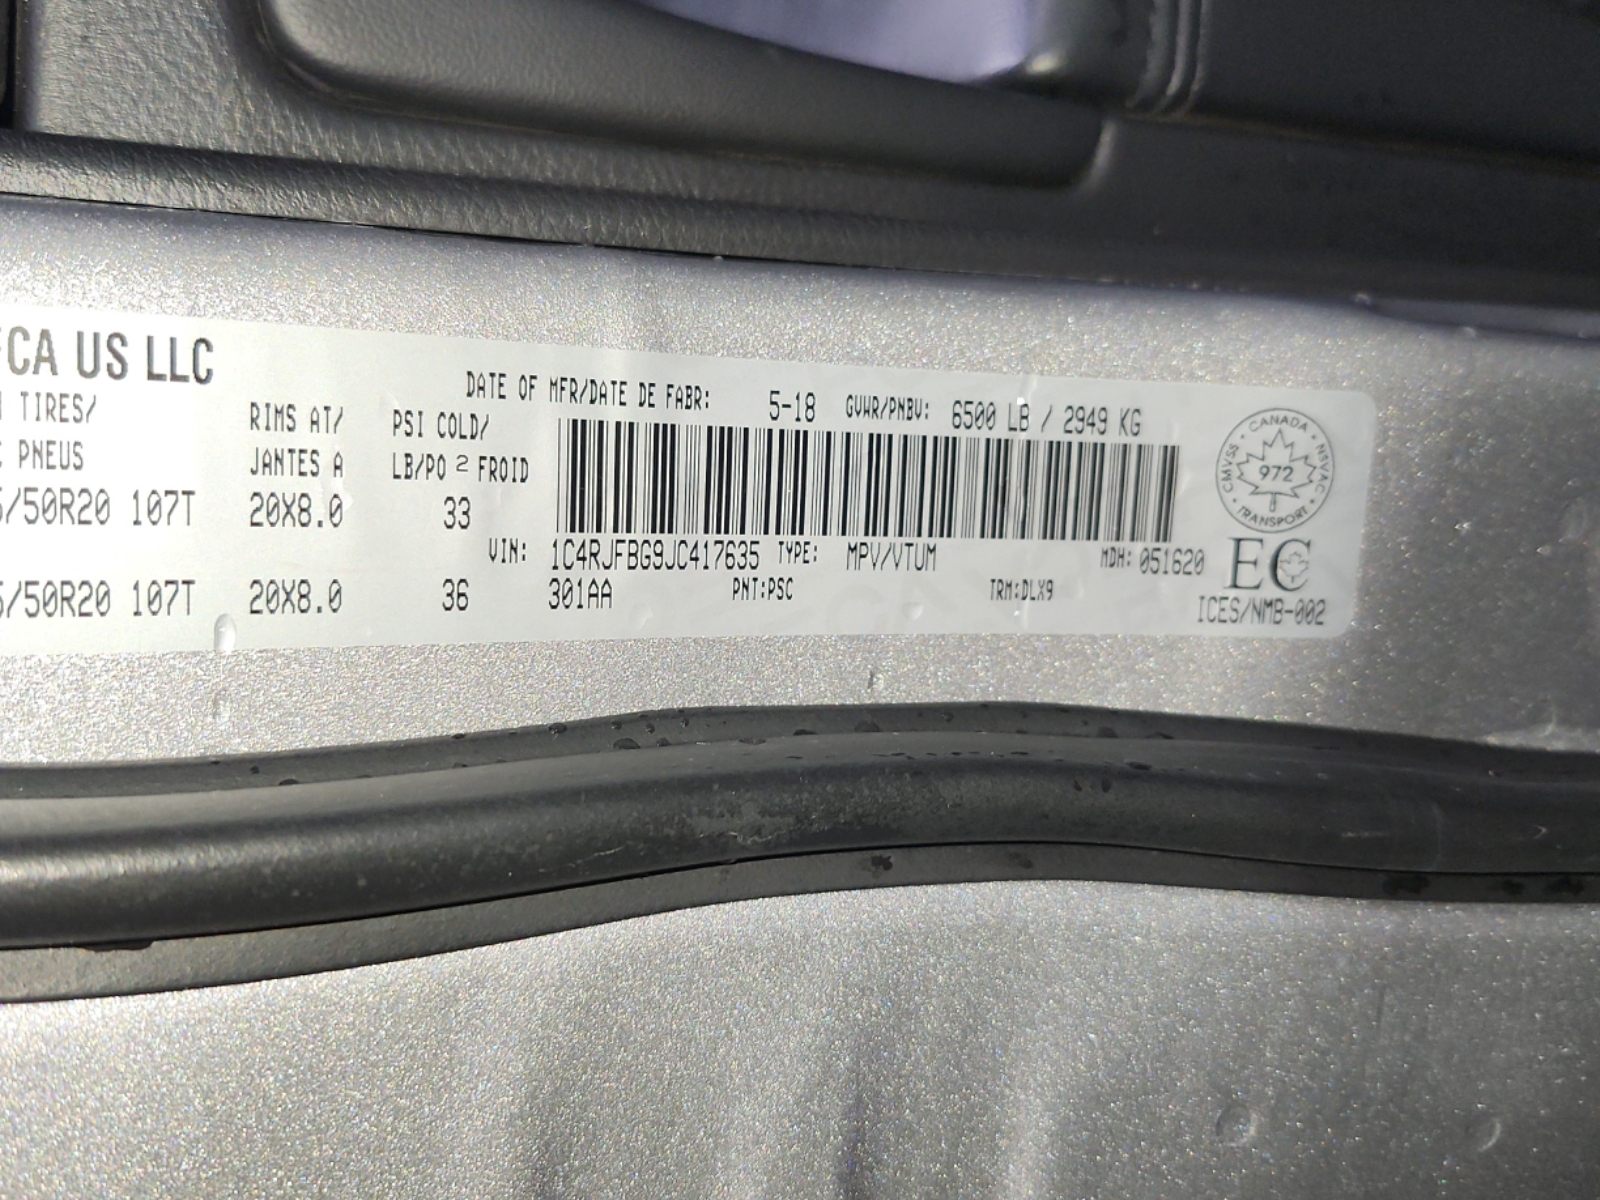 FCA US LLC
TIRES/
PNEUS
RIMS AT/
JANTES A
PSI COLD/
LB/PO 2 FROID
DATE OF MFR/DATE DE FABR: 5-18 GVWR/PNBV: 6500 LB / 2949 KG
/50R20 107T 20X8.0 33
VIN: 1C4RJFBG9JC417635 TYPE: MPV/VTUM MDH: 051620
/50R20 107T 20X8.0 36 301AA PNT:PSC TRM:DLX9
CANADA
CMVSS
NSVAC
972
TRANSPORT
EC
ICES/NMB-002